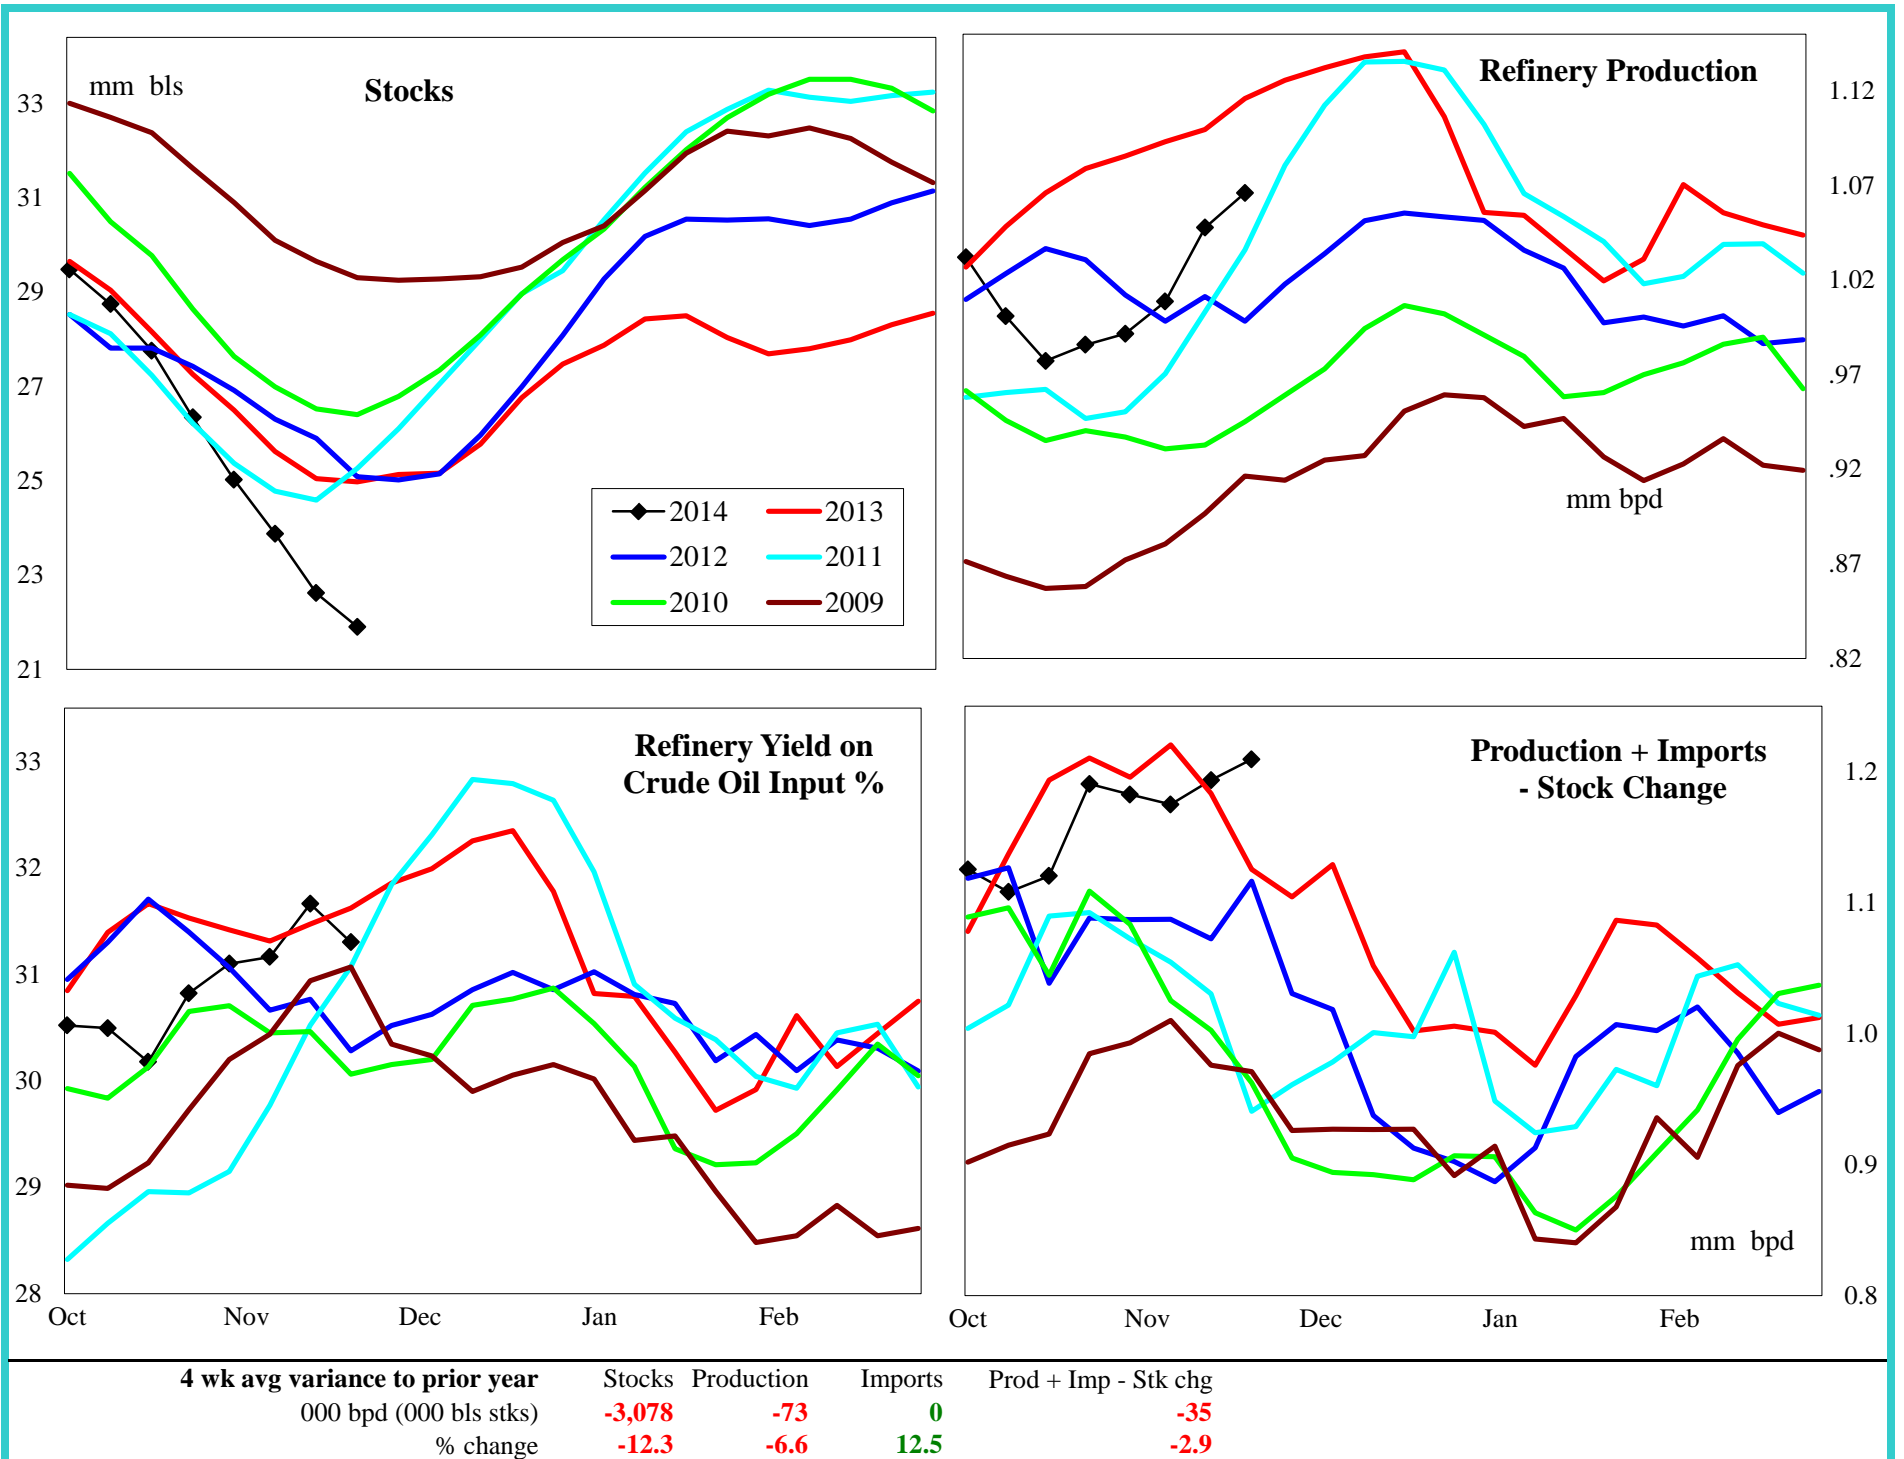 mm bls
Stocks
33
31
29
27
25
23
21
2014
2013
2012
2011
2010
2009
Refinery Production
1.12
1.07
1.02
.97
.92
.87
.82
mm bpd
Refinery Yield on
Crude Oil Input %
33
32
31
30
29
28
Oct Nov Dec Jan Feb
Production + Imports
- Stock Change
1.2
1.1
1.0
0.9
0.8
mm bpd
Oct Nov Dec Jan Feb
4 wk avg variance to prior year Stocks Production Imports Prod + Imp - Stk chg
000 bpd (000 bls stks) -3,078 -73 0 -35
% change -12.3 -6.6 12.5 -2.9